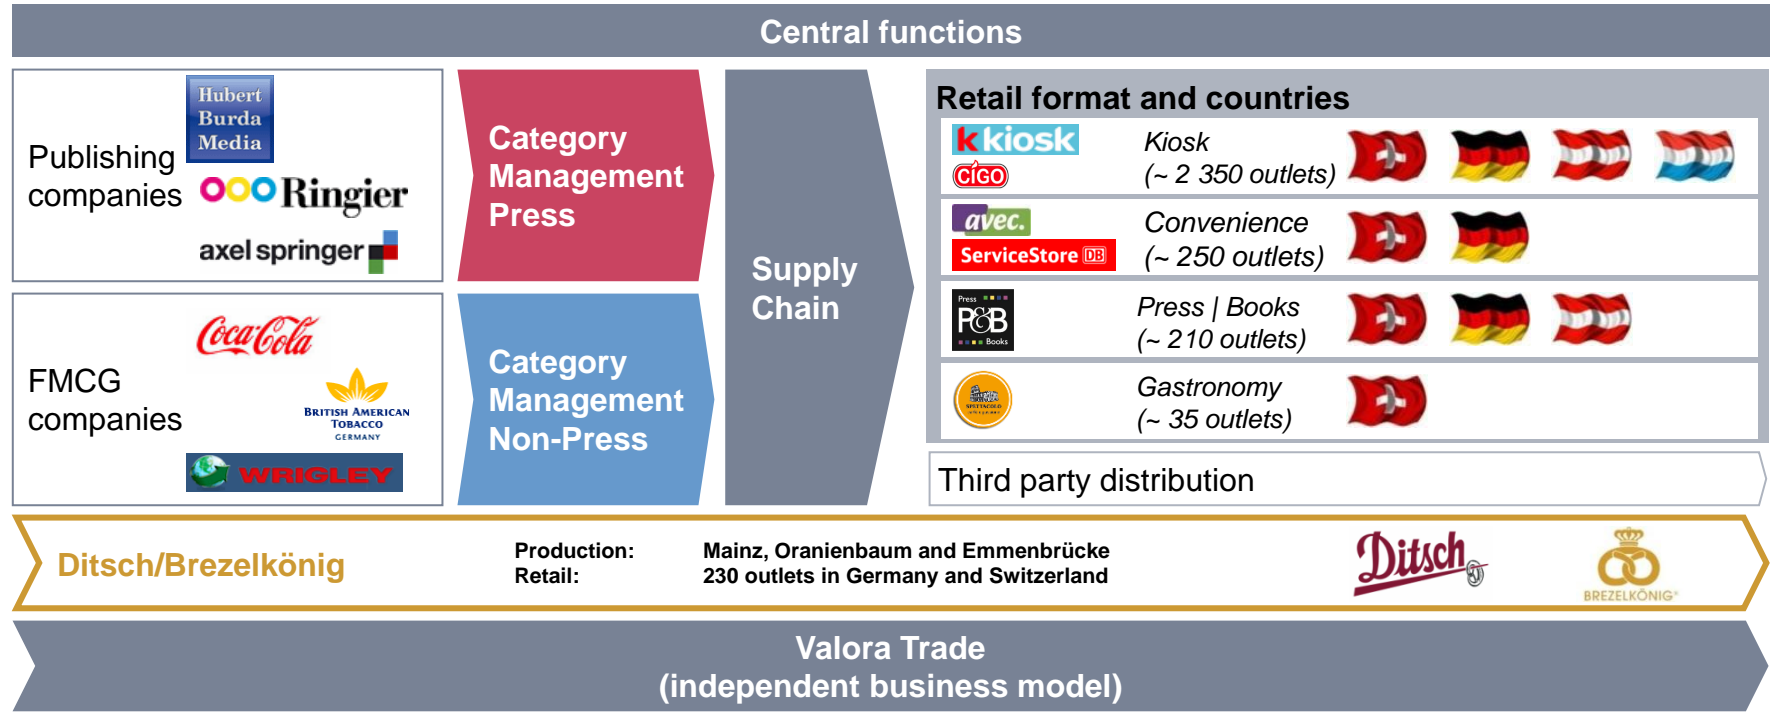 Central functions
Publishing
companies
Hubert
Burda
Media
Ringier
axel springer
Category
Management
Press
FMCG
companies
Coca-Cola
BRITISH AMERICAN
TOBACCO
GERMANY
WRIGLEY
Category
Management
Non-Press
Supply
Chain
Retail format and countries
k kiosk
CIGO
Kiosk
(~ 2 350 outlets)
avec.
ServiceStore DB
Convenience
(~ 250 outlets)
Press
P&B
Books
Press | Books
(~ 210 outlets)
SPETTACOLO
Gastronomy
(~ 35 outlets)
Third party distribution
Ditsch/Brezelkönig
Production: Mainz, Oranienbaum and Emmenbrücke
Retail: 230 outlets in Germany and Switzerland
Ditsch
BREZELKÖNIG
Valora Trade
(independent business model)